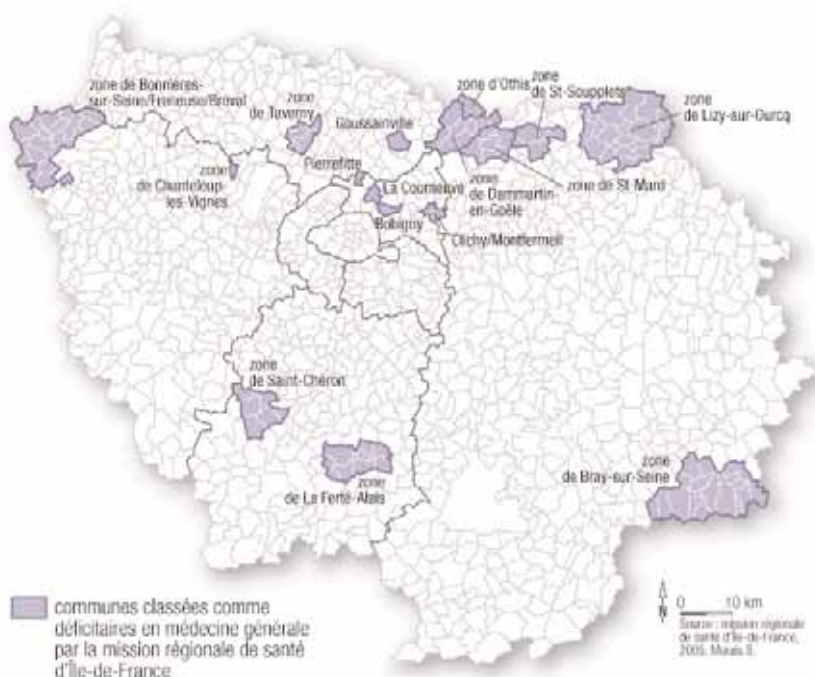 zone de Bonnières-
sur-Seine/Freneuse/Bréval
zone
de Taverny
Goussainville
zone d'Othis
zone
de St-Soupplets
zone
de Lizy-sur-Ourcq
zone
de Chanteloup-
les-Vignes
Pierrefitte
La Courneuve
Bobigny
zone
de Dammartin-
en-Goële
zone de St-Mard
Clichy/Montfermeil
zone
de Saint-Chéron
zone
de La Ferté-Alais
zone
de Bray-sur-Seine
communes classées comme
déficitaires en médecine générale
par la mission régionale de santé
d'Île-de-France
N
0 10 km
Source : mission régionale
de santé d'Île-de-France,
2005.